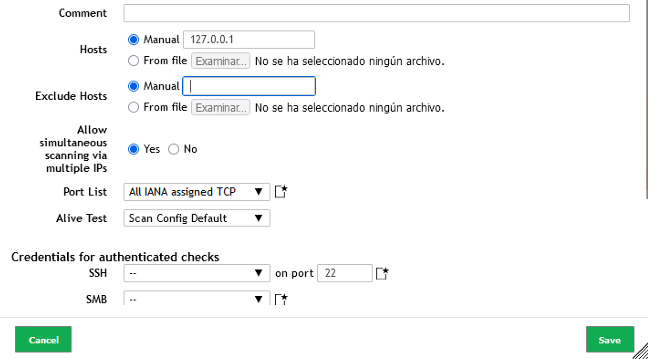 Comment
Hosts
Manual 127.0.0.1
From file Examinar... No se ha seleccionado ningún archivo.
Exclude Hosts
Manual
From file Examinar... No se ha seleccionado ningún archivo.
Allow
simultaneous
scanning via
multiple IPs
Yes No
Port List All IANA assigned TCP
Alive Test Scan Config Default
Credentials for authenticated checks
SSH -- on port 22
SMB --
Cancel Save